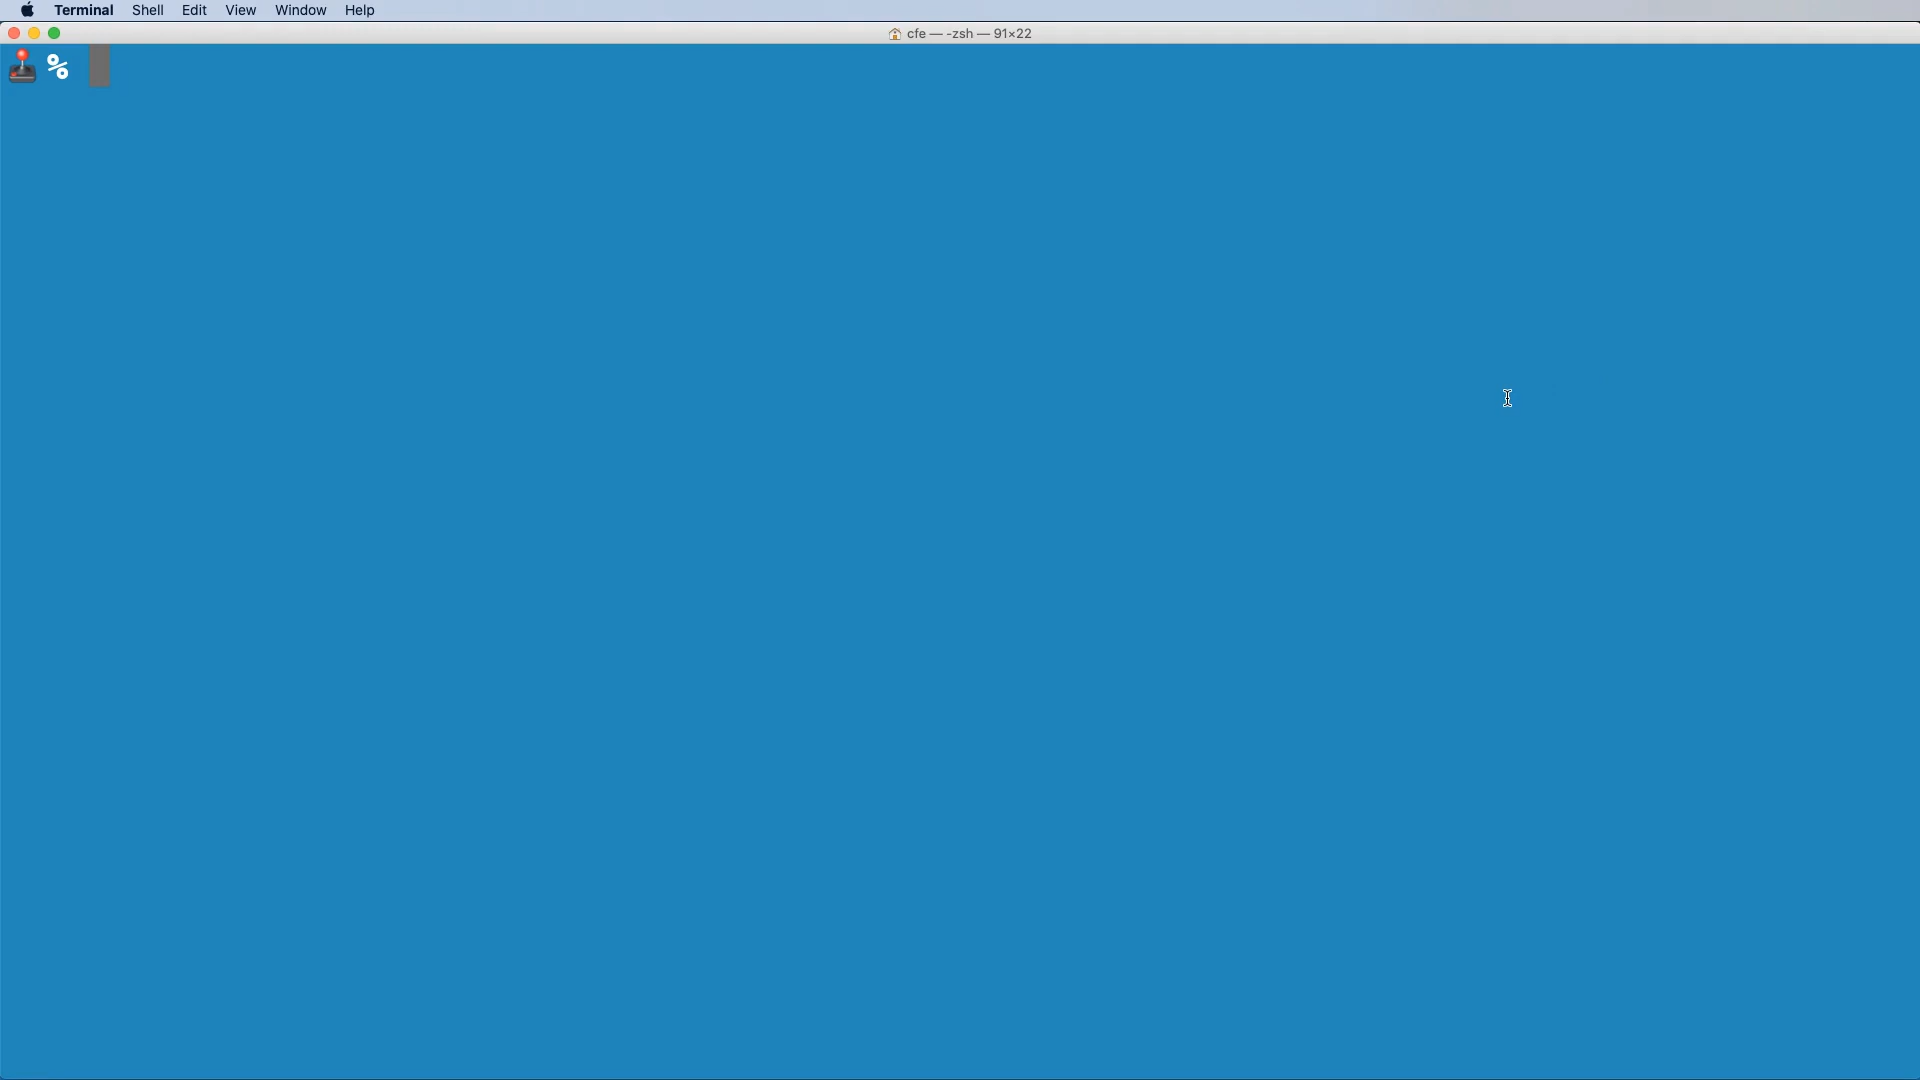 Terminal Shell Edit View Window Help
cfe — -zsh — 91×22
🕹 %